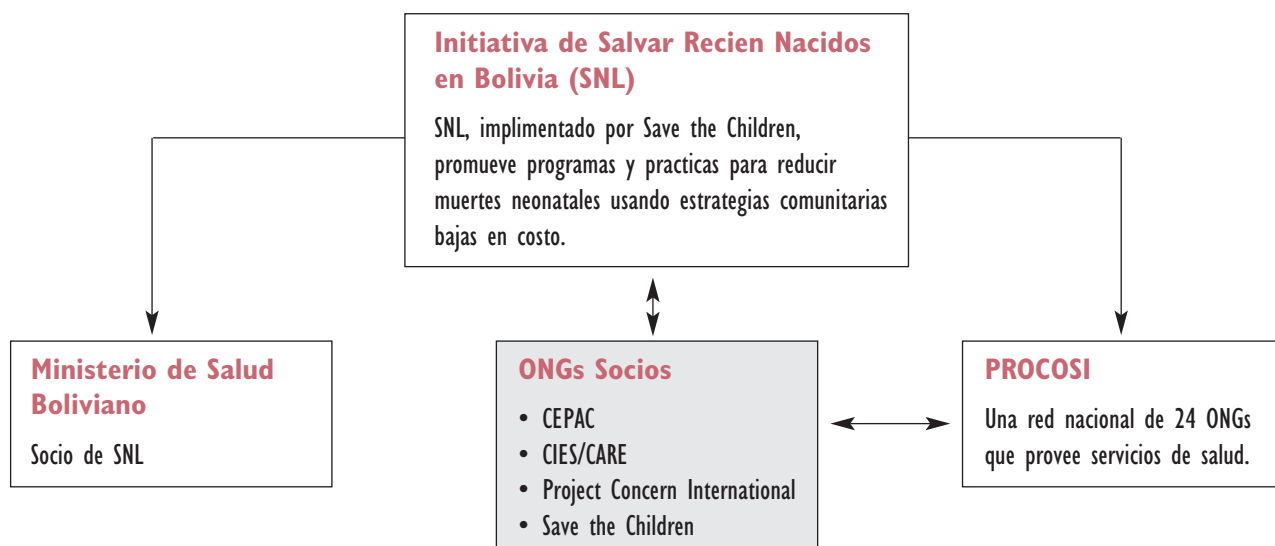 Initiativa de Salvar Recien Nacidos
en Bolivia (SNL)
SNL, implimentado por Save the Children,
promueve programas y practicas para reducir
muertes neonatales usando estrategias comunitarias
bajas en costo.
Ministerio de Salud
Boliviano
Socio de SNL
ONGs Socios
• CEPAC
• CIES/CARE
• Project Concern International
• Save the Children
PROCOSI
Una red nacional de 24 ONGs
que provee servicios de salud.